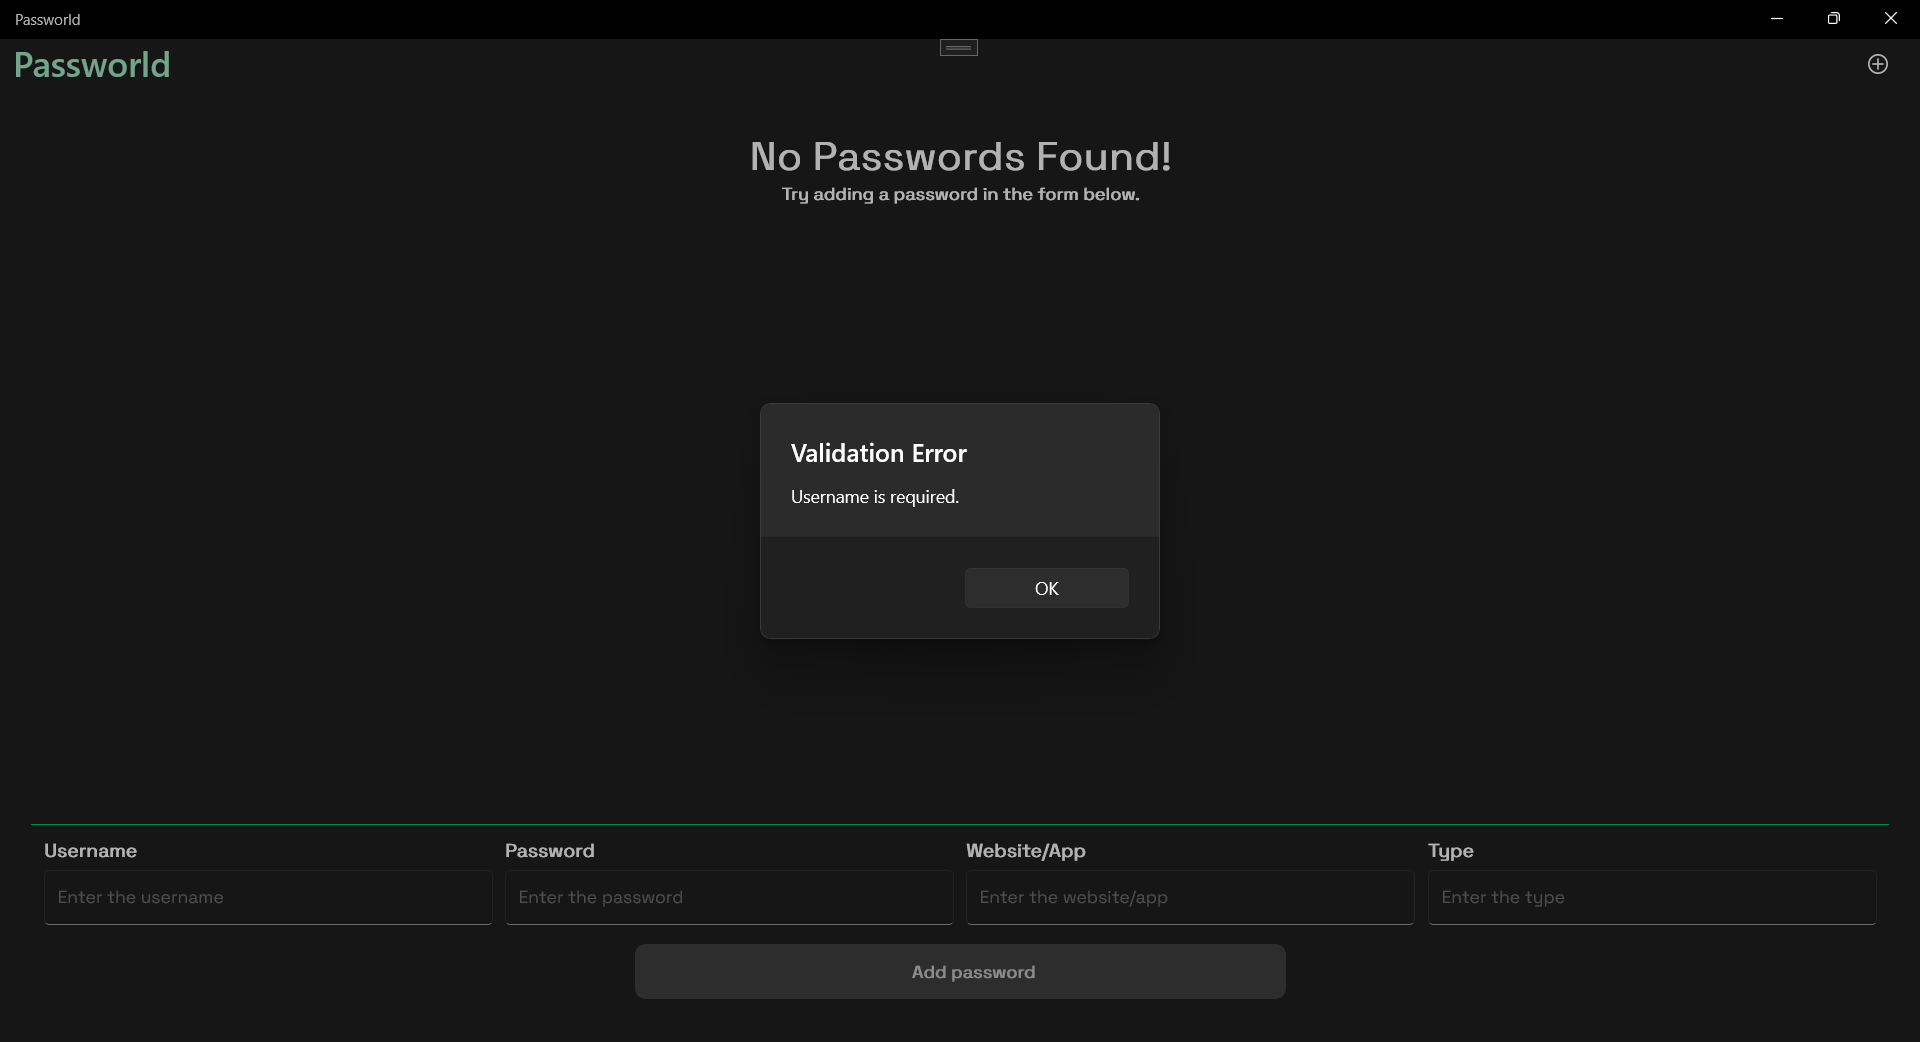 Passworld
Passworld
No Passwords Found!
Try adding a password in the form below.
Validation Error
Username is required.
OK
Username
Password
Website/App
Type
Enter the username
Enter the password
Enter the website/app
Enter the type
Add password